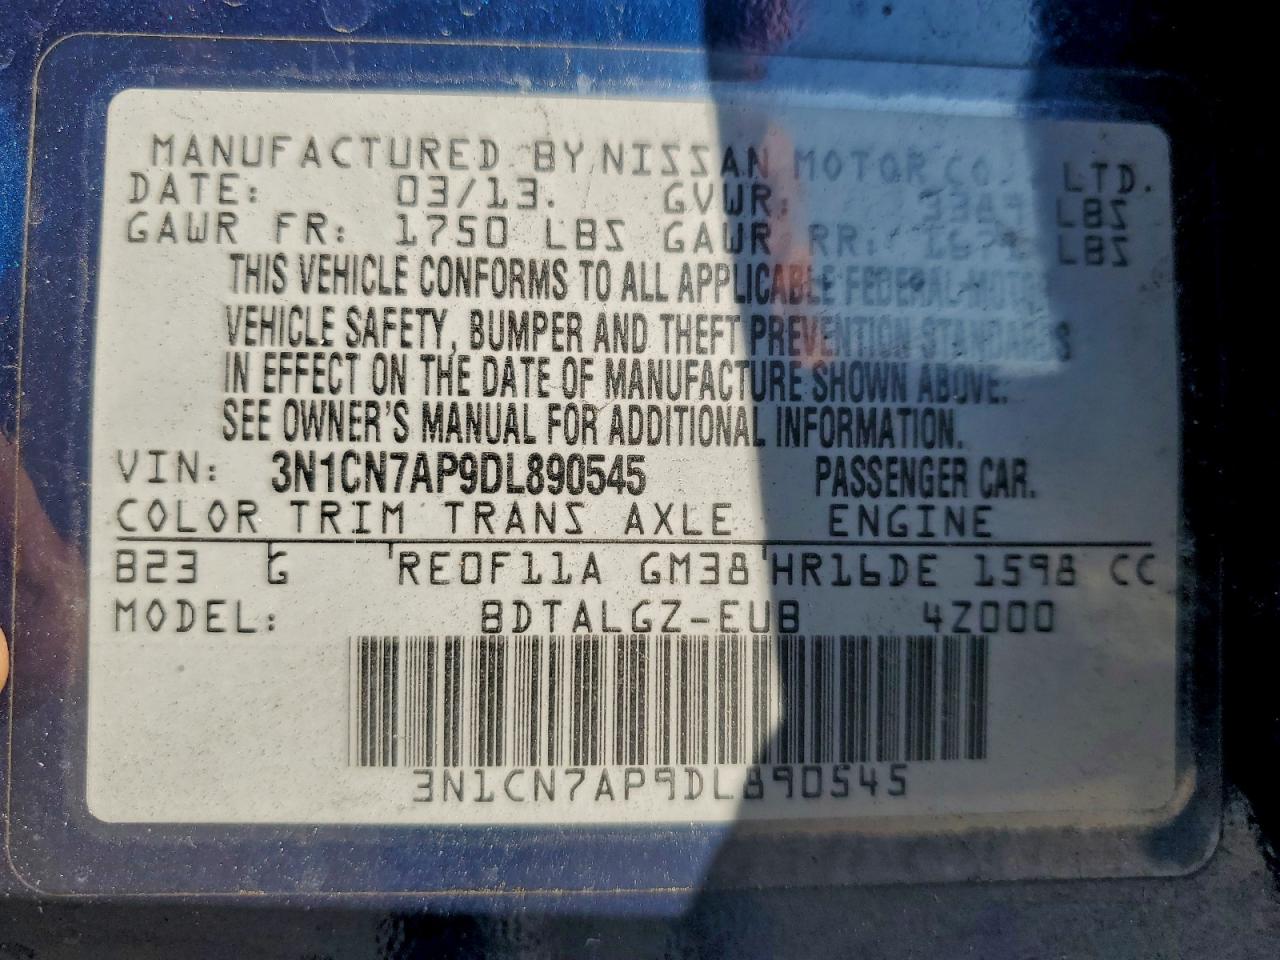 MANUFACTURED BY NISSAN MOTOR CO., LTD.
DATE: 03/13. GVWR: LBS
GAWR FR: 1750 LBS GAWR RR: LBS
THIS VEHICLE CONFORMS TO ALL APPLICABLE FEDERAL MOTOR
VEHICLE SAFETY, BUMPER AND THEFT PREVENTION STANDARDS
IN EFFECT ON THE DATE OF MANUFACTURE SHOWN ABOVE.
SEE OWNER'S MANUAL FOR ADDITIONAL INFORMATION.
VIN: 3N1CN7AP9DL890545 PASSENGER CAR.
COLOR TRIM TRANS AXLE ENGINE
823 G RE0F11A GM38 HR16DE 1598 CC
MODEL: BDTALGZ-EUB 4Z000
3N1CN7AP9DL890545